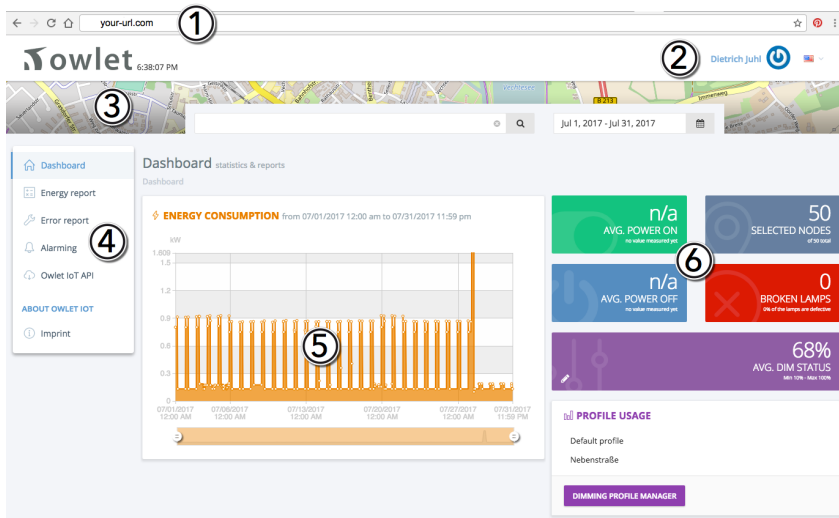 your-url.com
1
owlet
6:38:07 PM
2
Dietrich Juhl
3
B 213
Jul 1, 2017 - Jul 31, 2017
Dashboard
Energy report
Error report
Alarming
4
Owlet IoT API
ABOUT OWLET IOT
Imprint
Dashboard statistics & reports
Dashboard
ENERGY CONSUMPTION from 07/01/2017 12:00 am to 07/31/2017 11:59 pm
kW
1.609
1.5
1.2
0.9
0.6
0.3
0
5
07/01/2017 12:00 AM
07/06/2017 12:00 AM
07/13/2017 12:00 AM
07/20/2017 12:00 AM
07/27/2017 12:00 AM
07/31/2017 11:59 PM
n/a
AVG. POWER ON
no value measured yet
50
SELECTED NODES
of 50 total
6
n/a
AVG. POWER OFF
no value measured yet
0
BROKEN LAMPS
0% of the lamps are defective
68%
AVG. DIM STATUS
Min 10% - Max 100%
PROFILE USAGE
Default profile
Nebenstraße
DIMMING PROFILE MANAGER